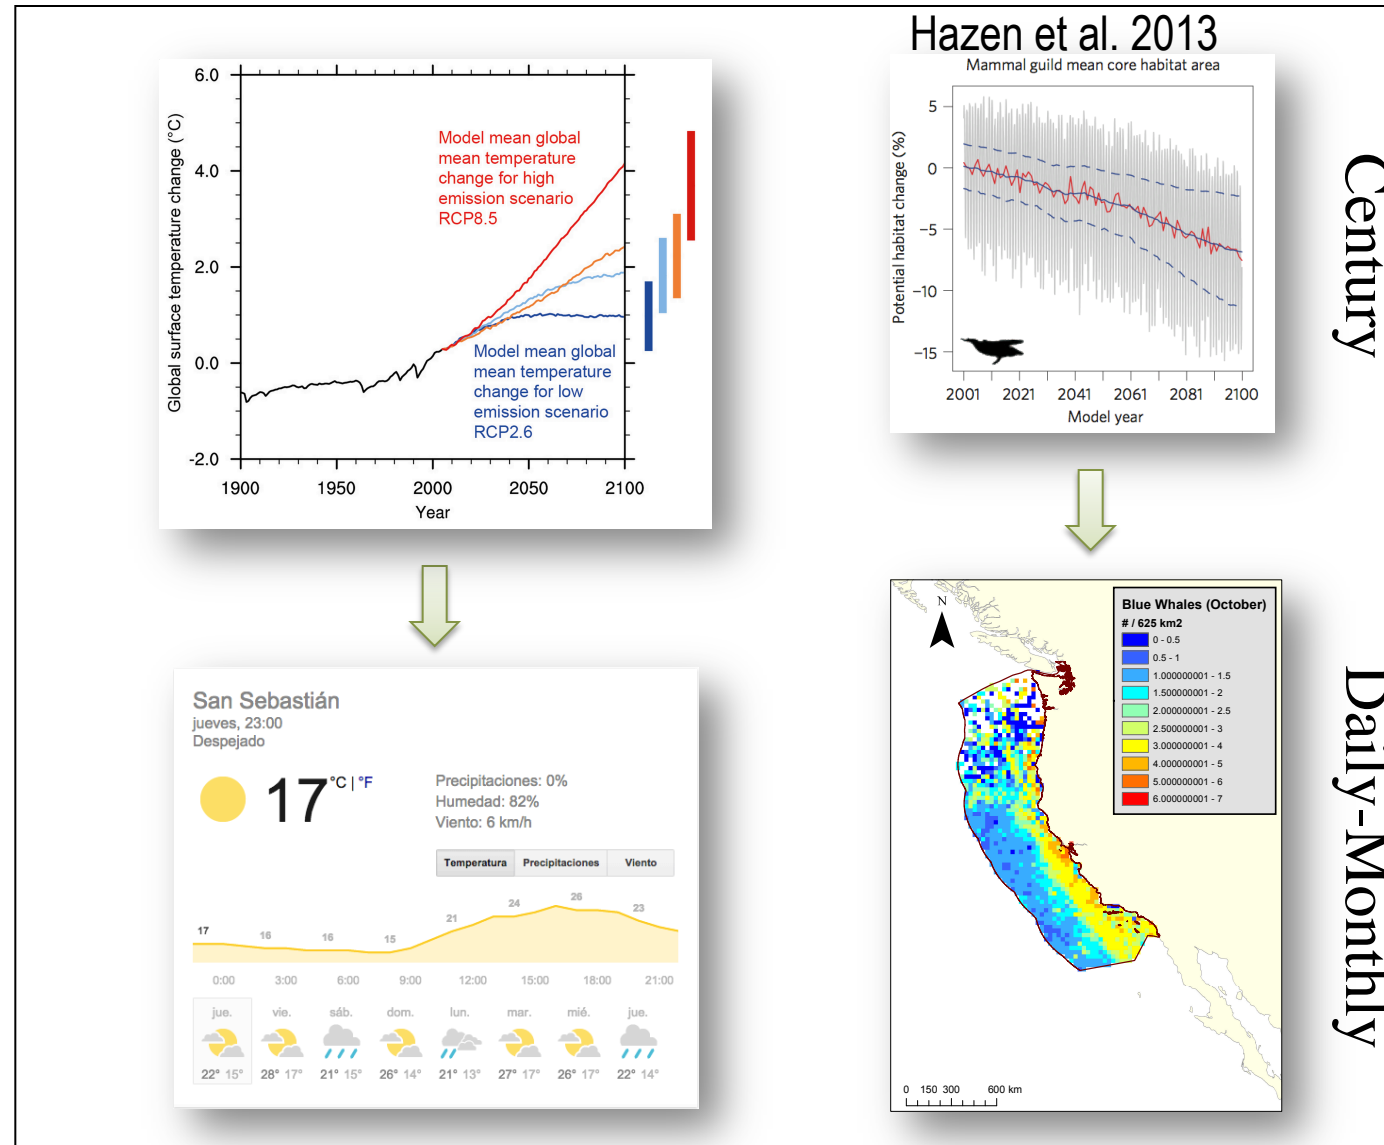 Hazen et al. 2013
6.0
4.0
2.0
0.0
-2.0
Global surface temperature change (°C)
Model mean global
mean temperature
change for high
emission scenario
RCP8.5
Model mean global
mean temperature
change for low
emission scenario
RCP2.6
1900 1950 2000 2050 2100
Year
Mammal guild mean core habitat area
5
0
−5
−10
−15
Potential habitat change (%)
2001 2021 2041 2061 2081 2100
Model year
Century
San Sebastián
jueves, 23:00
Despejado
17 °C | °F
Precipitaciones: 0%
Humedad: 82%
Viento: 6 km/h
Temperatura Precipitaciones Viento
17 16 16 15 21 24 26 23
0:00 3:00 6:00 9:00 12:00 15:00 18:00 21:00
jue. vie. sáb. dom. lun. mar. mié. jue.
22° 15° 28° 17° 21° 15° 26° 14° 21° 13° 27° 17° 26° 17° 22° 14°
N
Blue Whales (October)
# / 625 km2
0 - 0.5
0.5 - 1
1.000000001 - 1.5
1.500000001 - 2
2.000000001 - 2.5
2.500000001 - 3
3.000000001 - 4
4.000000001 - 5
5.000000001 - 6
6.000000001 - 7
0 150 300 600 km
Daily-Monthly